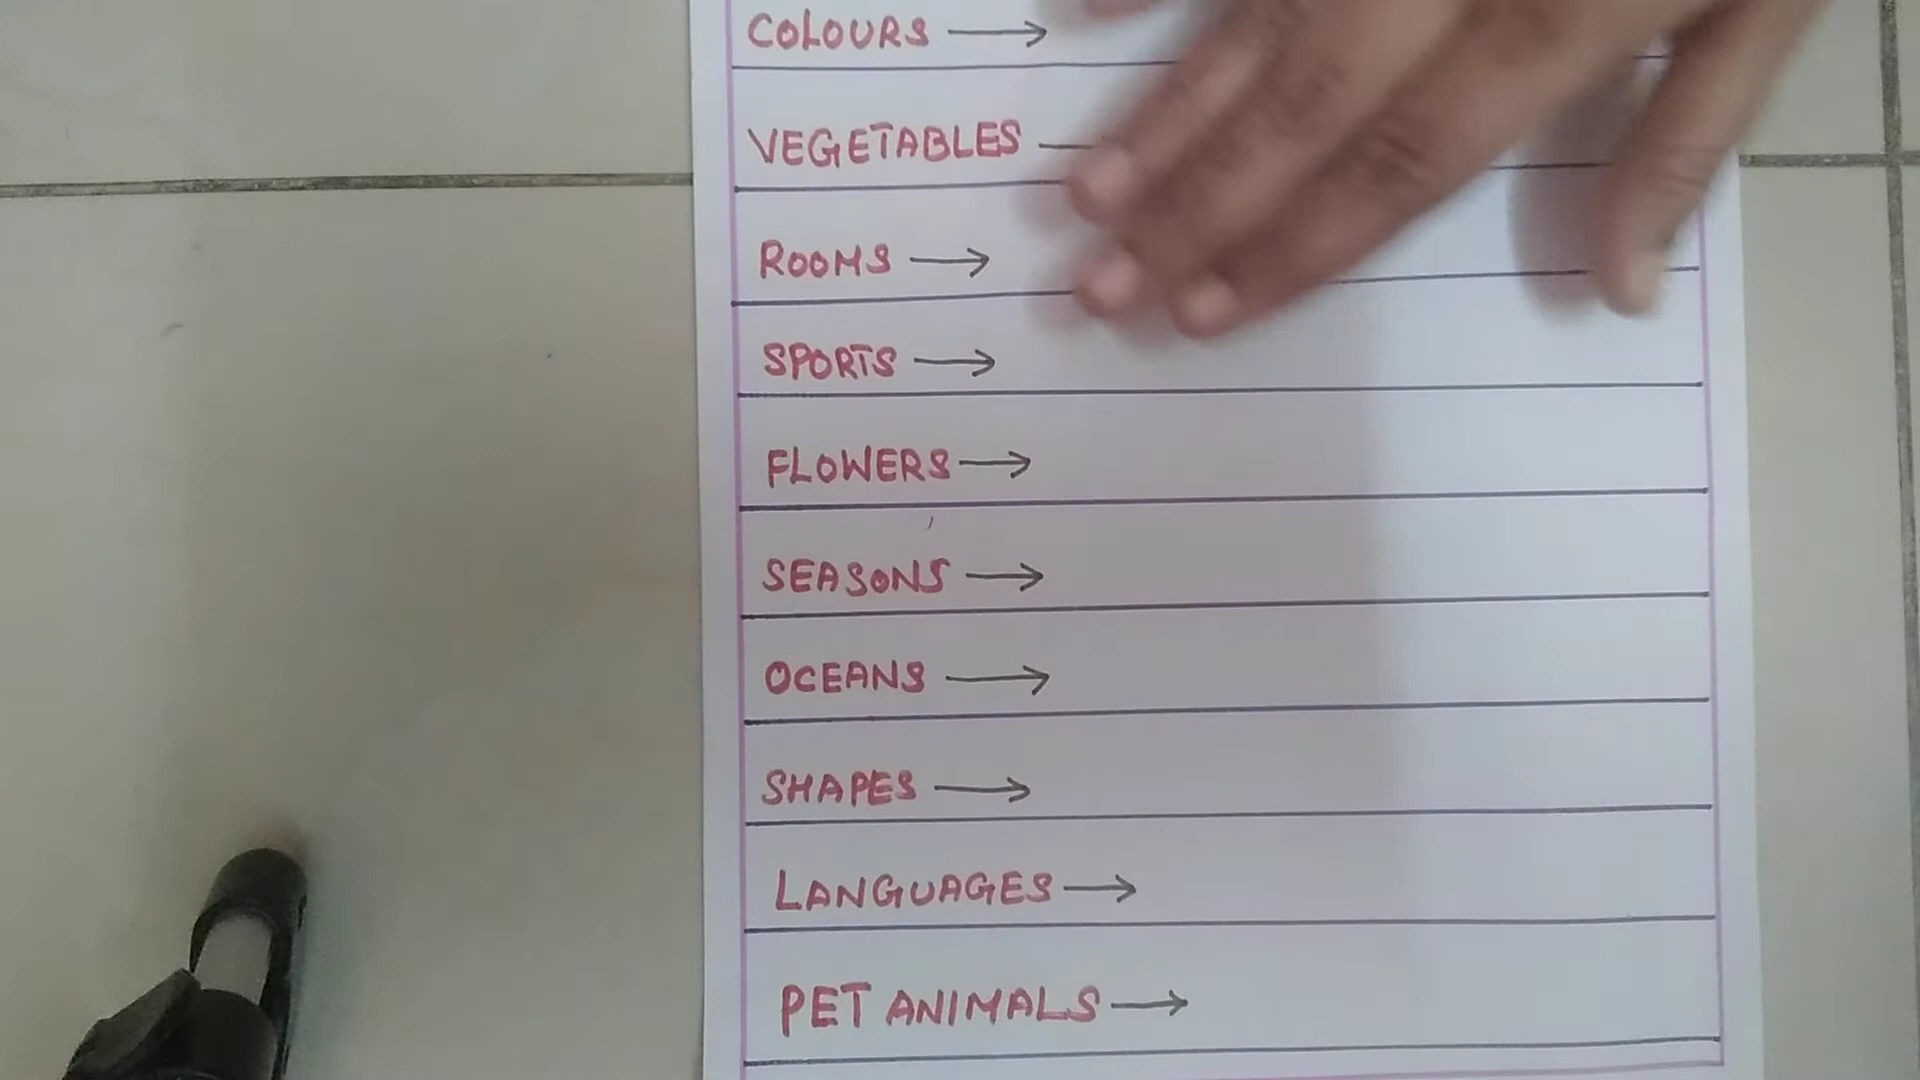 COLOURS →
VEGETABLES
ROOMS →
SPORTS →
FLOWERS →
SEASONS →
OCEANS →
SHAPES →
LANGUAGES →
PET ANIMALS →